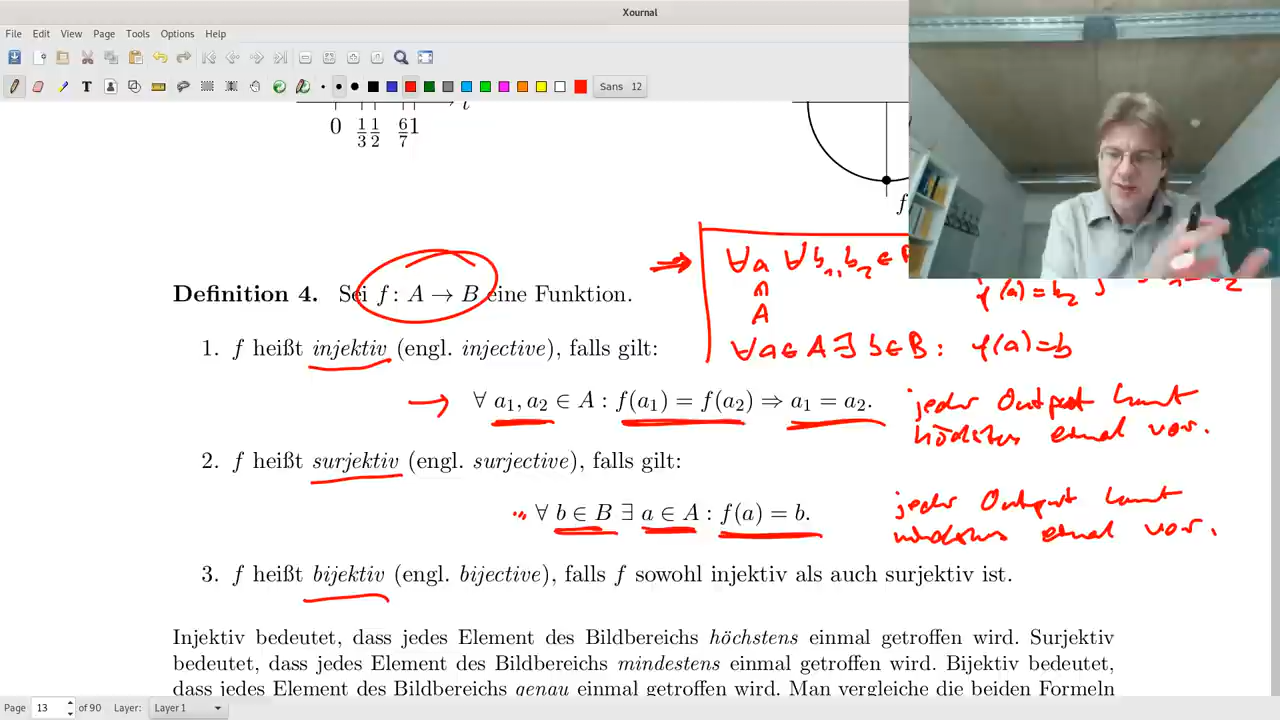 Xournal
File Edit View Page Tools Options Help
Sans 12
0 1/3 1/2 6/7 1
f
∀a ∀b₁, b₂ ∈
∈
A
f(a)=b₂
∀a∈A ∃ b∈B: f(a)=b
Definition 4. Sei f: A → B eine Funktion.
1. f heißt injektiv (engl. injective), falls gilt:
∀ a₁, a₂ ∈ A : f(a₁) = f(a₂) ⇒ a₁ = a₂.
jeder Output kommt
höchstens einmal vor.
2. f heißt surjektiv (engl. surjective), falls gilt:
∀ b ∈ B ∃ a ∈ A : f(a) = b.
jeder Output kommt
mindestens einmal vor.
3. f heißt bijektiv (engl. bijective), falls f sowohl injektiv als auch surjektiv ist.
Injektiv bedeutet, dass jedes Element des Bildbereichs höchstens einmal getroffen wird. Surjektiv
bedeutet, dass jedes Element des Bildbereichs mindestens einmal getroffen wird. Bijektiv bedeutet,
dass jedes Element des Bildbereichs genau einmal getroffen wird. Man vergleiche die beiden Formeln
Page 13 of 90 Layer: Layer 1